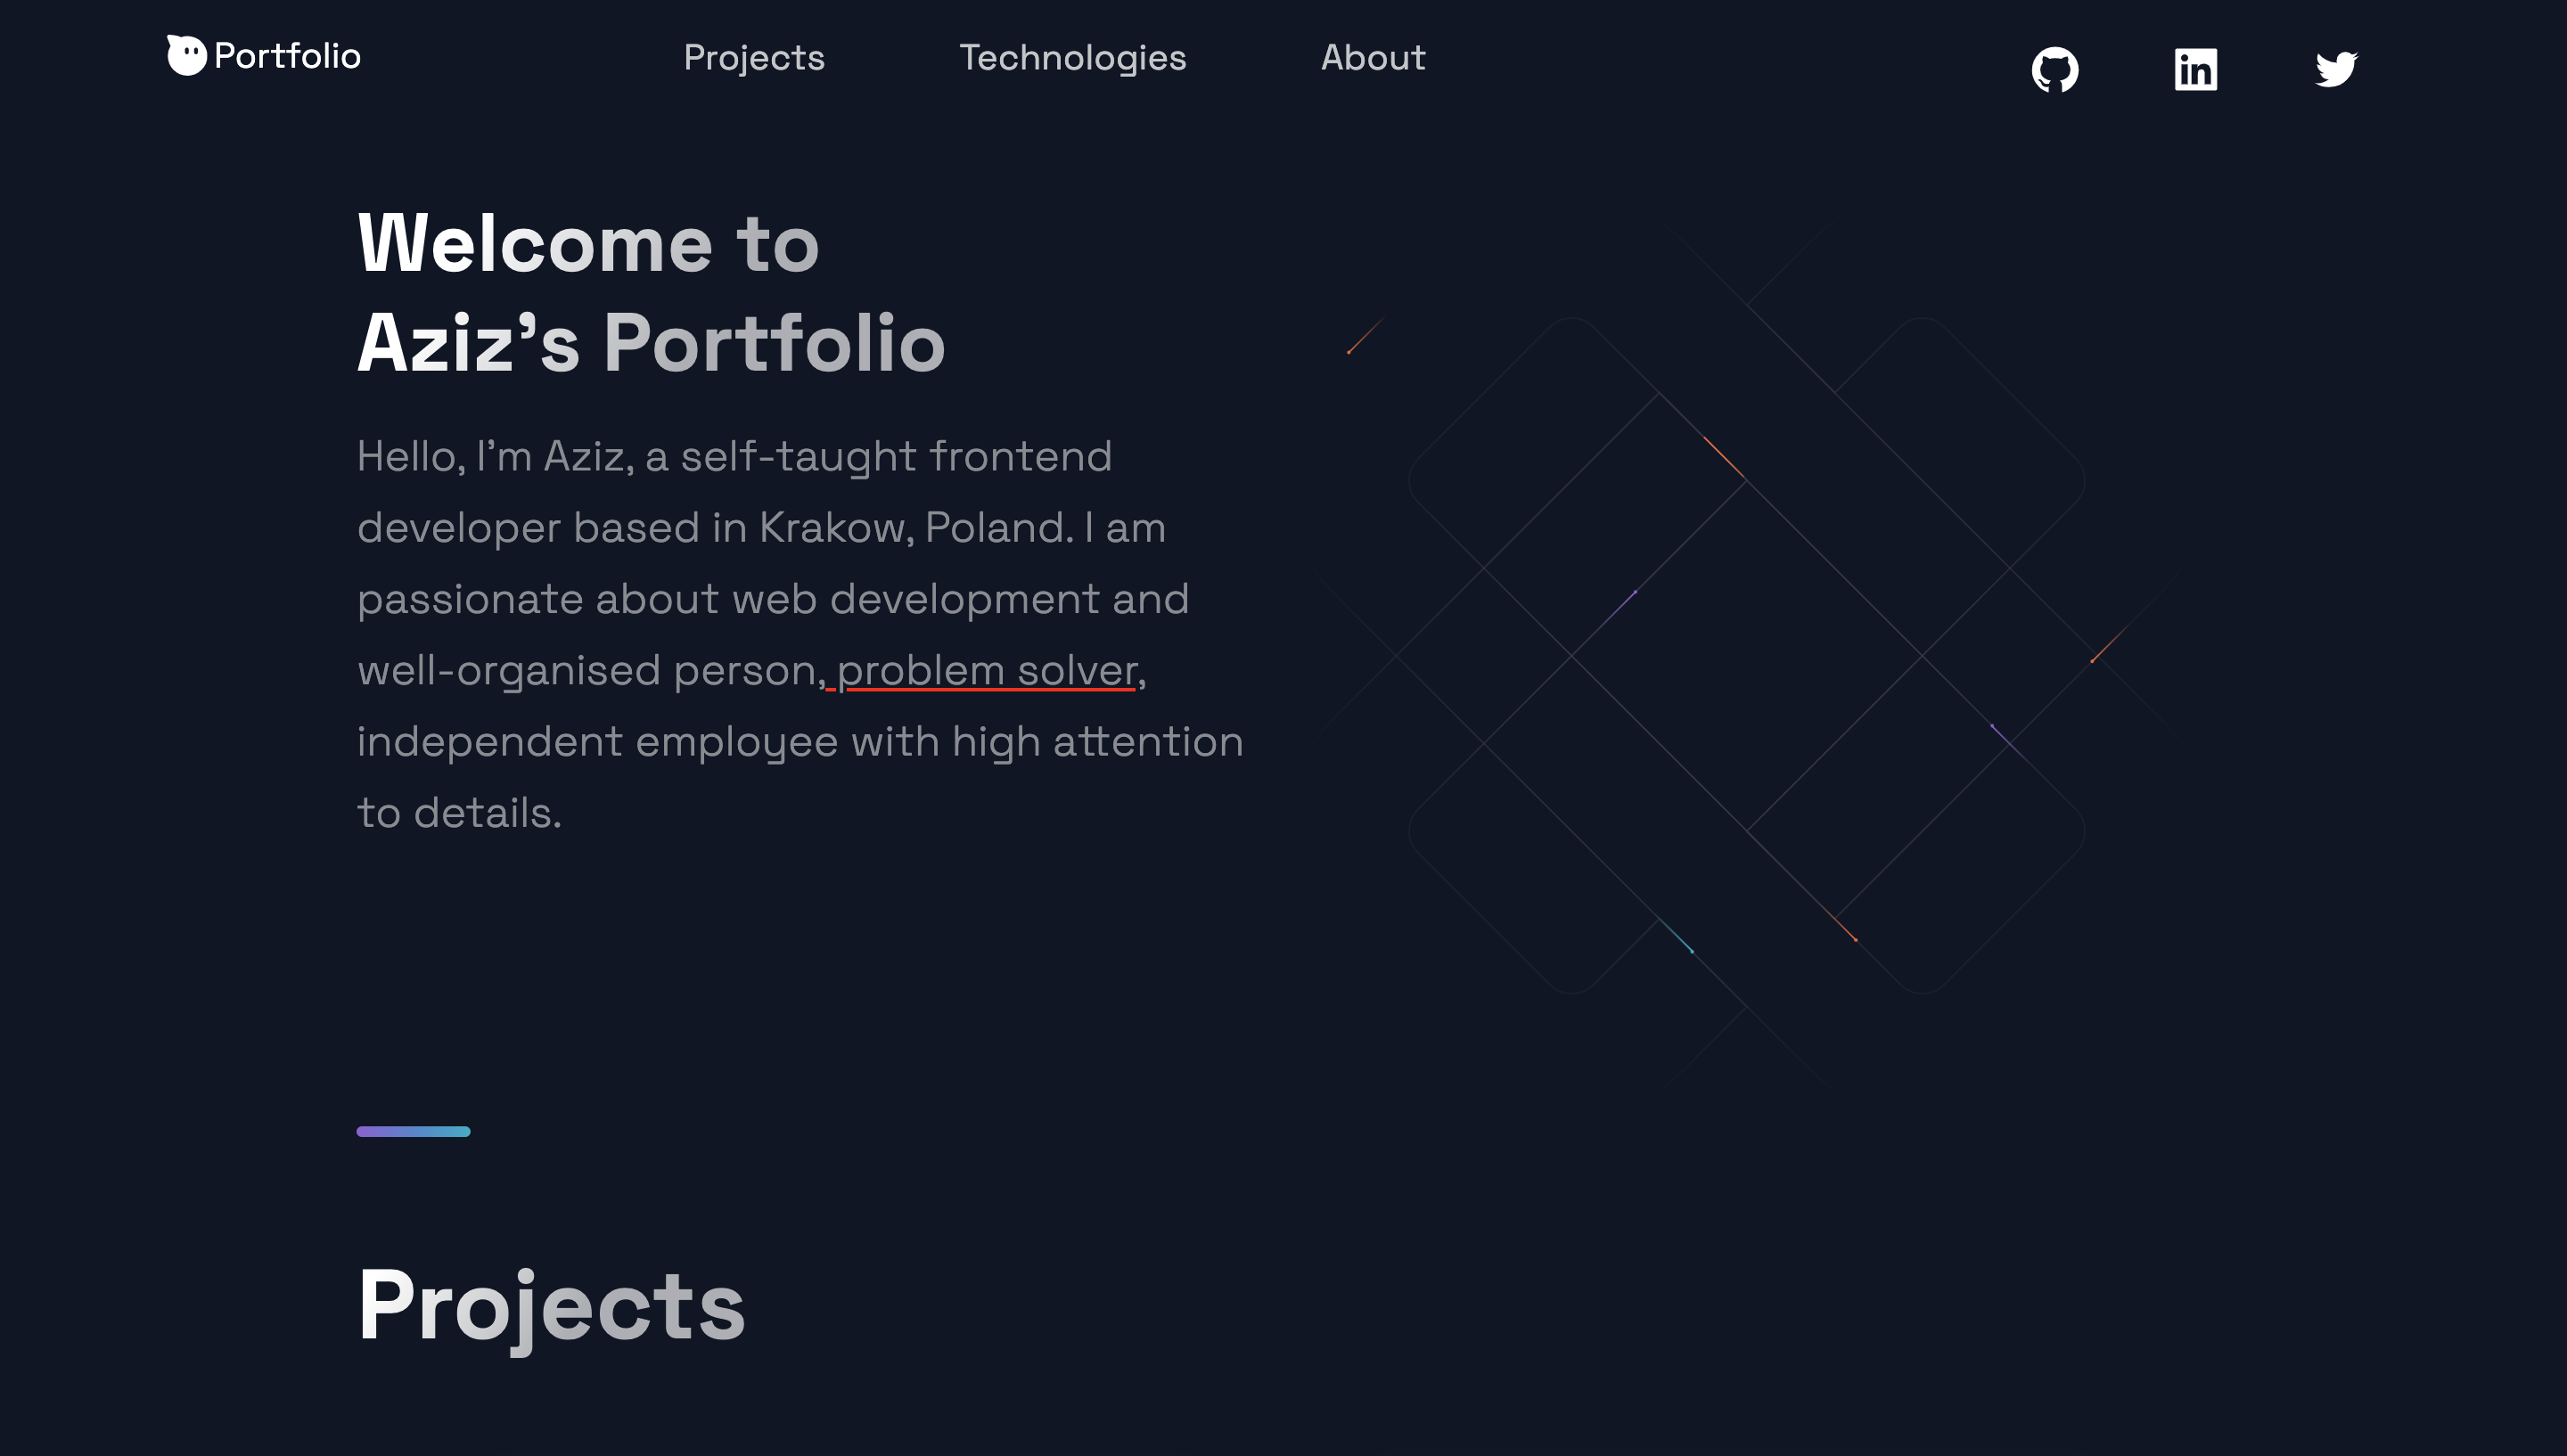 Portfolio
Projects
Technologies
About
in
Welcome to
Aziz's Portfolio
Hello, I'm Aziz, a self-taught frontend
developer based in Krakow, Poland. I am
passionate about web development and
well-organised person, problem solver,
independent employee with high attention
to details.
Projects